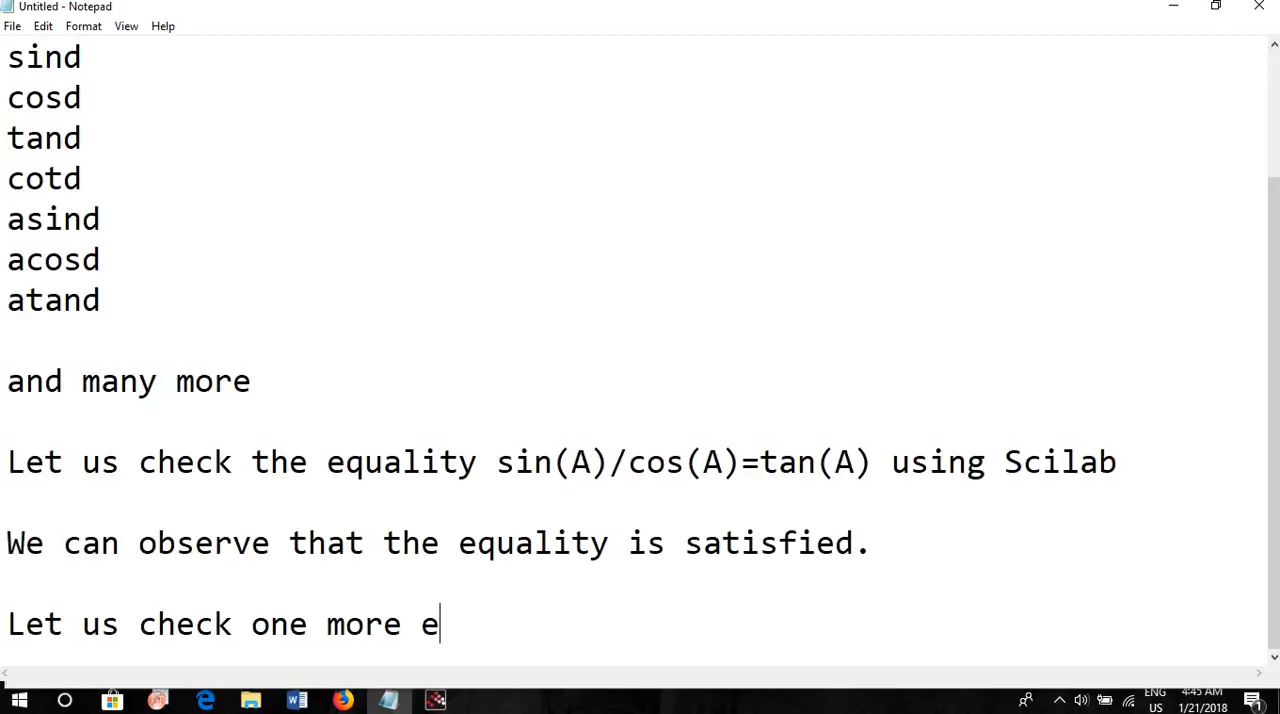 Untitled - Notepad
File Edit Format View Help
sind
cosd
tand
cotd
asind
acosd
atand
and many more
Let us check the equality sin(A)/cos(A)=tan(A) using Scilab
We can observe that the equality is satisfied.
Let us check one more e
ENG 4:45 AM
US 1/21/2018
1